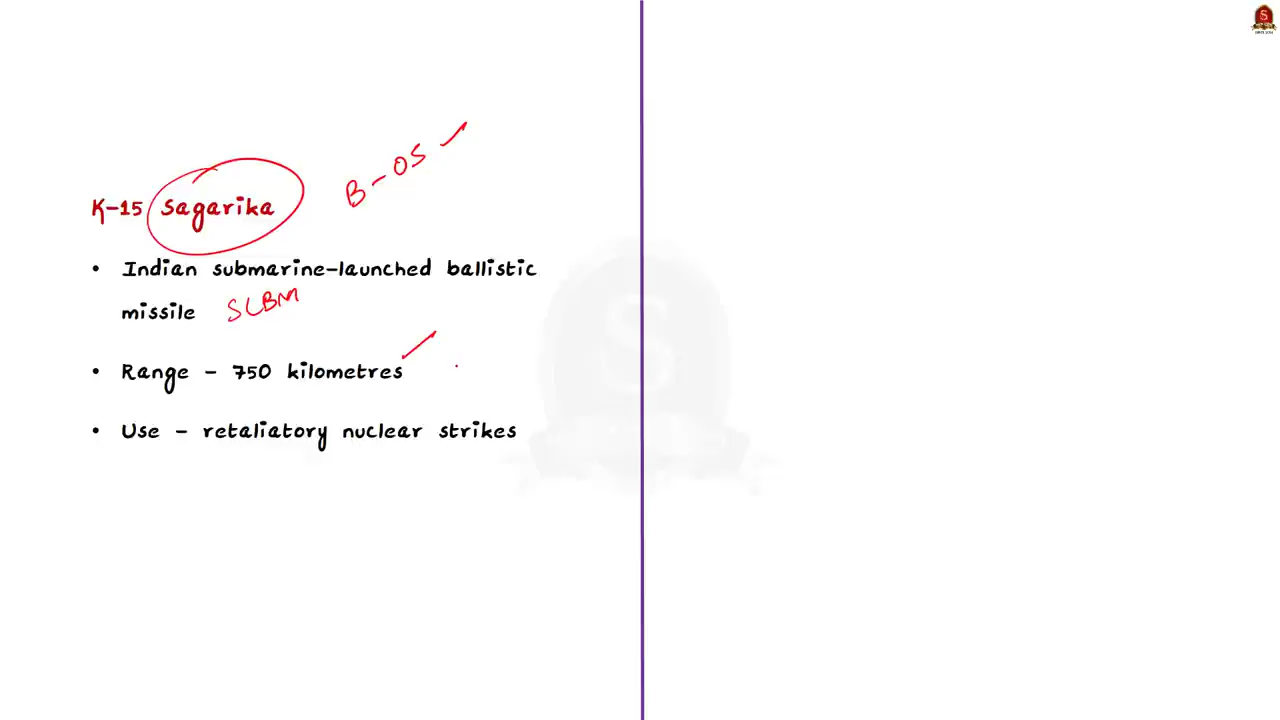 B - 05
K-15 Sagarika
• Indian submarine-launched ballistic
missile SLBM
• Range - 750 kilometres
• Use - retaliatory nuclear strikes